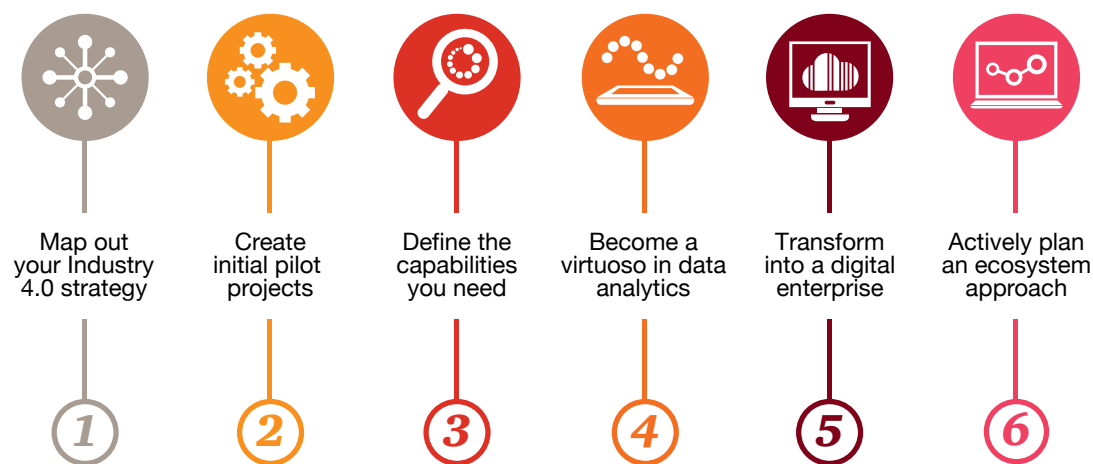 Map out
your Industry
4.0 strategy
Create
initial pilot
projects
Define the
capabilities
you need
Become a
virtuoso in data
analytics
Transform
into a digital
enterprise
Actively plan
an ecosystem
approach
1
2
3
4
5
6